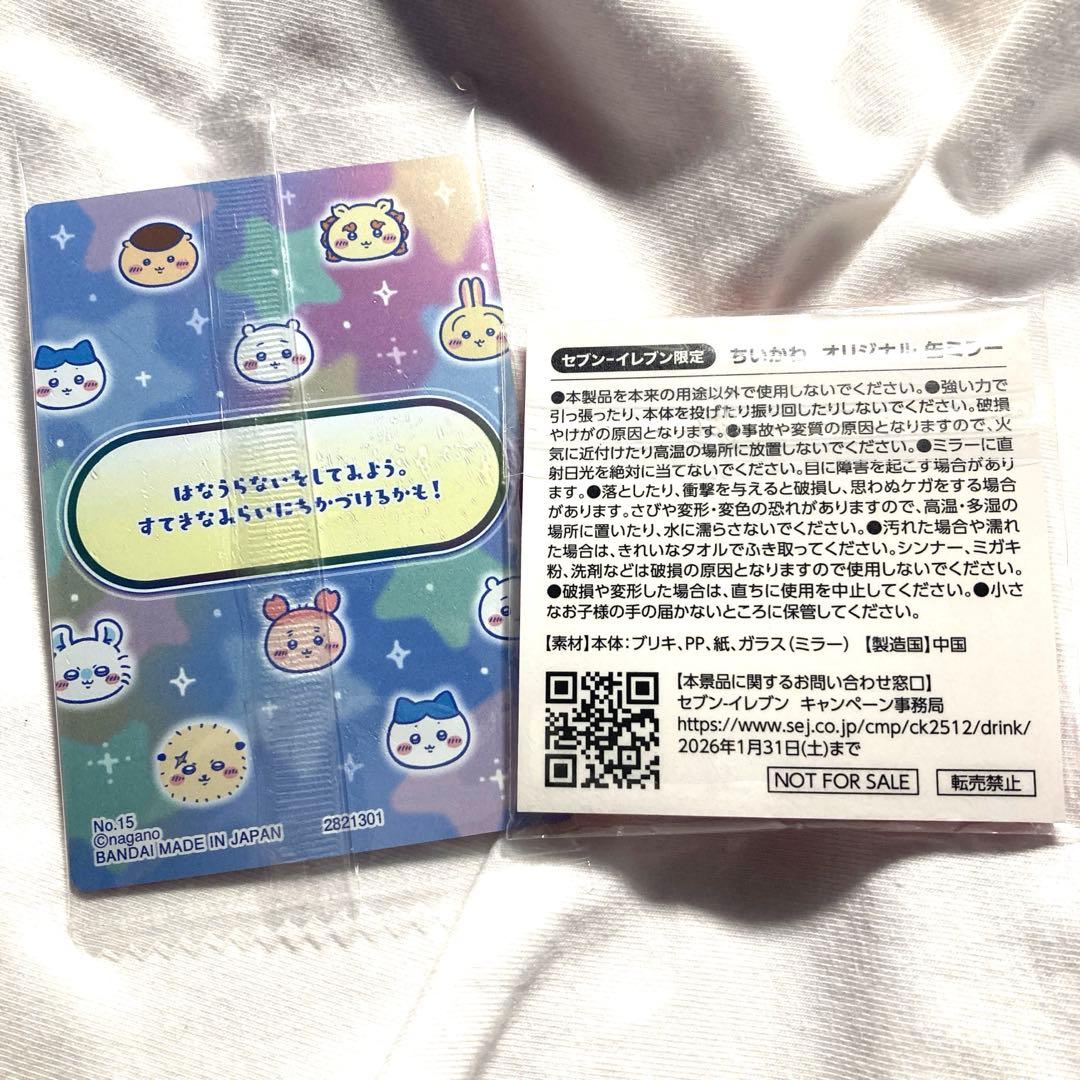 はなうらないをしてみよう。
すてきなみらいにちかづけるかも!
No.15
©nagano
BANDAI MADE IN JAPAN 2821301
セブン-イレブン限定 ちいかわ オリジナル 缶ミラー
●本製品を本来の用途以外で使用しないでください。●強い力で
引っ張ったり、本体を投げたり振り回したりしないでください。破損
やけがの原因となります。●事故や変質の原因となりますので、火
気に近付けたり高温の場所に放置しないでください。●ミラーに直
射日光を絶対に当てないでください。目に障害を起こす場合があり
ます。●落としたり、衝撃を与えると破損し、思わぬケガをする場合
があります。さびや変形・変色の恐れがありますので、高温・多湿の
場所に置いたり、水に濡らさないでください。●汚れた場合や濡れ
た場合は、きれいなタオルでふき取ってください。シンナー、ミガキ
粉、洗剤などは破損の原因となりますので使用しないでください。
●破損や変形した場合は、直ちに使用を中止してください。●小さ
なお子様の手の届かないところに保管してください。
【素材】本体:ブリキ、PP、紙、ガラス(ミラー) 【製造国】中国
【本景品に関するお問い合わせ窓口】
セブン-イレブン キャンペーン事務局
https://www.sej.co.jp/cmp/ck2512/drink/
2026年1月31日(土)まで
NOT FOR SALE 転売禁止